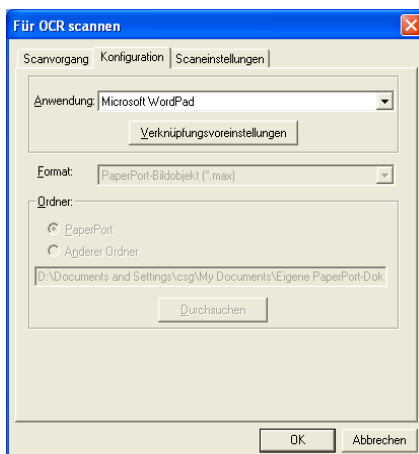 Für OCR scannen
Scanvorgang Konfiguration Scaneinstellungen
Anwendung: Microsoft WordPad
Verknüpfungsvoreinstellungen
Format: PaperPort-Bildobjekt (*.max)
Ordner:
PaperPort
Anderer Ordner
D:\Documents and Settings\csg\My Documents\Eigene PaperPort-Dok
Durchsuchen
OK Abbrechen